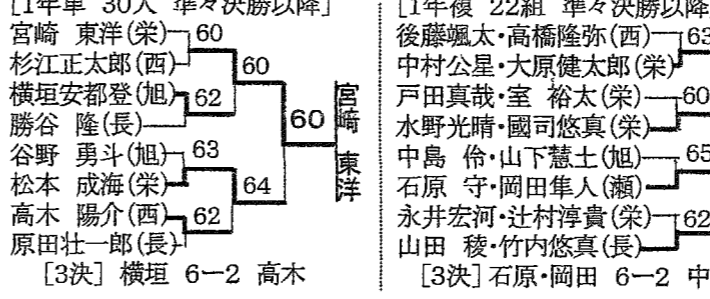 [1年単 30人 準々決勝以降]
宮崎 東洋(栄) 60
杉江正太郎(西) 60
横垣安都登(旭) 62
勝谷 隆(長) 60 宮崎 東洋
谷野 勇斗(旭) 63
松本 成海(栄) 64
高木 陽介(西) 62
原田壮一郎(長)
[3決] 横垣 6ー2 高木
[1年複 22組 準々決勝以降
後藤颯太・高橋隆弥(西) 63
中村公星・大原健太郎(栄)
戸田真哉・室 裕太(栄) 60
水野光晴・國司悠真(栄)
中島 伶・山下慧士(旭) 65
石原 守・岡田隼人(瀬)
永井宏河・辻村淳貴(栄) 62
山田 稜・竹内悠真(長)
[3決] 石原・岡田 6ー2 中